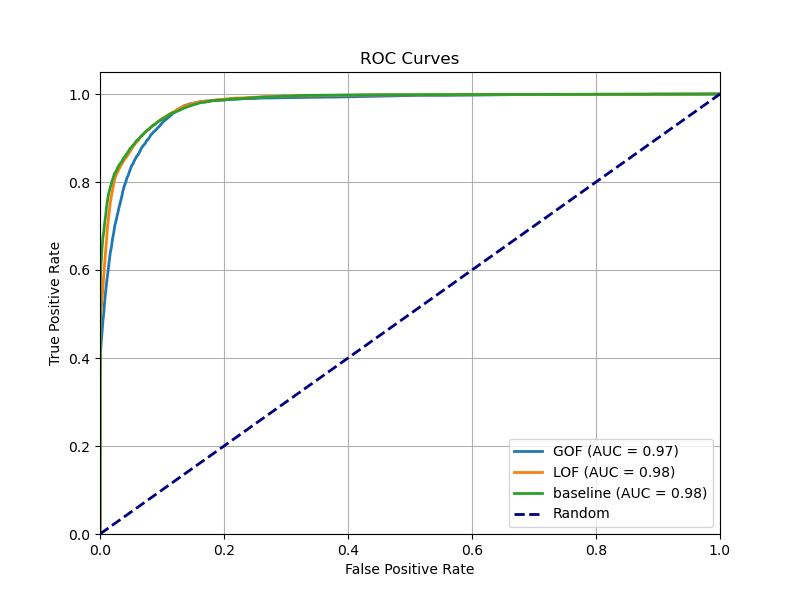 ROC Curves
True Positive Rate
1.0
0.8
0.6
0.4
0.2
0.0
0.0 0.2 0.4 0.6 0.8 1.0
False Positive Rate
GOF (AUC = 0.97)
LOF (AUC = 0.98)
baseline (AUC = 0.98)
Random